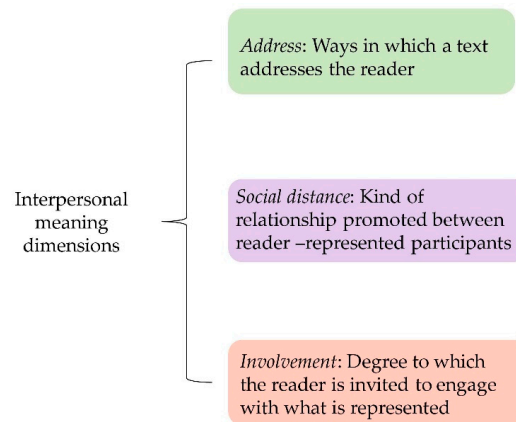 Address: Ways in which a text
addresses the reader
Interpersonal
meaning
dimensions
Social distance: Kind of
relationship promoted between
reader –represented participants
Involvement: Degree to which
the reader is invited to engage
with what is represented